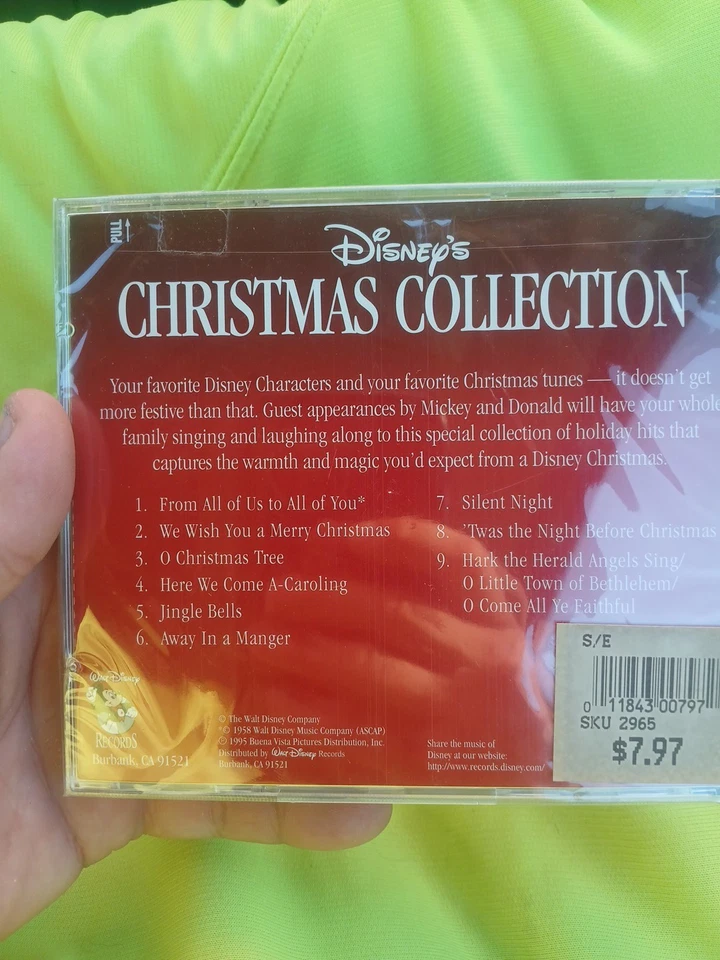 PULL
Disney's
CHRISTMAS COLLECTION
Your favorite Disney Characters and your favorite Christmas tunes — it doesn't get
more festive than that. Guest appearances by Mickey and Donald will have your whole
family singing and laughing along to this special collection of holiday hits that
captures the warmth and magic you'd expect from a Disney Christmas.
1. From All of Us to All of You*
2. We Wish You a Merry Christmas
3. O Christmas Tree
4. Here We Come A-Caroling
5. Jingle Bells
6. Away In a Manger
7. Silent Night
8. 'Twas the Night Before Christmas
9. Hark the Herald Angels Sing/
O Little Town of Bethlehem/
O Come All Ye Faithful
WALT DISNEY
RECORDS
Burbank, CA 91521
© The Walt Disney Company
*© 1958 Walt Disney Music Company (ASCAP)
℗ 1995 Buena Vista Pictures Distribution, Inc.
Distributed by WALT DISNEY Records
Burbank, CA 91521
Share the music of
Disney at our website:
http://www.records.disney.com/
S/E
0 11843 00797
SKU 2965
$7.97